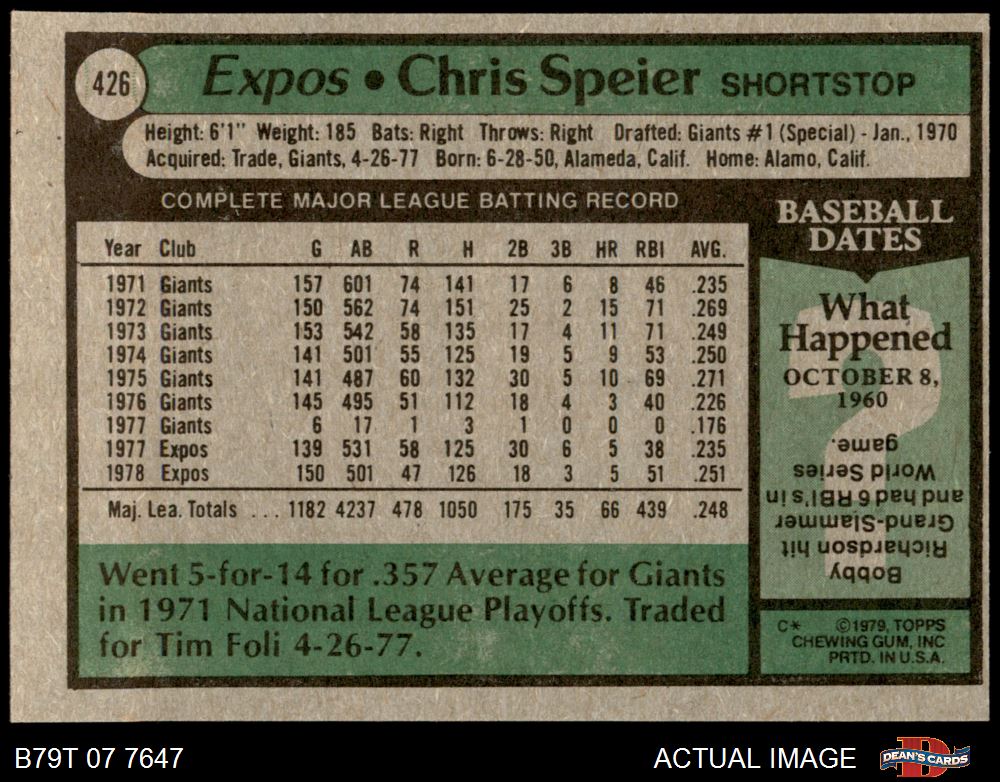 426
Expos • Chris Speier SHORTSTOP
Height: 6'1" Weight: 185 Bats: Right Throws: Right Drafted: Giants #1 (Special) - Jan., 1970
Acquired: Trade, Giants, 4-26-77 Born: 6-28-50, Alameda, Calif. Home: Alamo, Calif.
COMPLETE MAJOR LEAGUE BATTING RECORD
Year Club G AB R H 2B 3B HR RBI AVG.
1971 Giants 157 601 74 141 17 6 8 46 .235
1972 Giants 150 562 74 151 25 2 15 71 .269
1973 Giants 153 542 58 135 17 4 11 71 .249
1974 Giants 141 501 55 125 19 5 9 53 .250
1975 Giants 141 487 60 132 30 5 10 69 .271
1976 Giants 145 495 51 112 18 4 3 40 .226
1977 Giants 6 17 1 3 1 0 0 0 .176
1977 Expos 139 531 58 125 30 6 5 38 .235
1978 Expos 150 501 47 126 18 3 5 51 .251
Maj. Lea. Totals ... 1182 4237 478 1050 175 35 66 439 .248
Went 5-for-14 for .357 Average for Giants
in 1971 National League Playoffs. Traded
for Tim Foli 4-26-77.
BASEBALL
DATES
What
Happened
OCTOBER 8,
1960
?
Bobby
Richardson hit
Grand-Slammer
and had 6 RBI's in
World Series
game.
C* ©1979, TOPPS
CHEWING GUM, INC
PRTD. IN U.S.A.
B79T 07 7647
ACTUAL IMAGE
D
DEAN'S CARDS